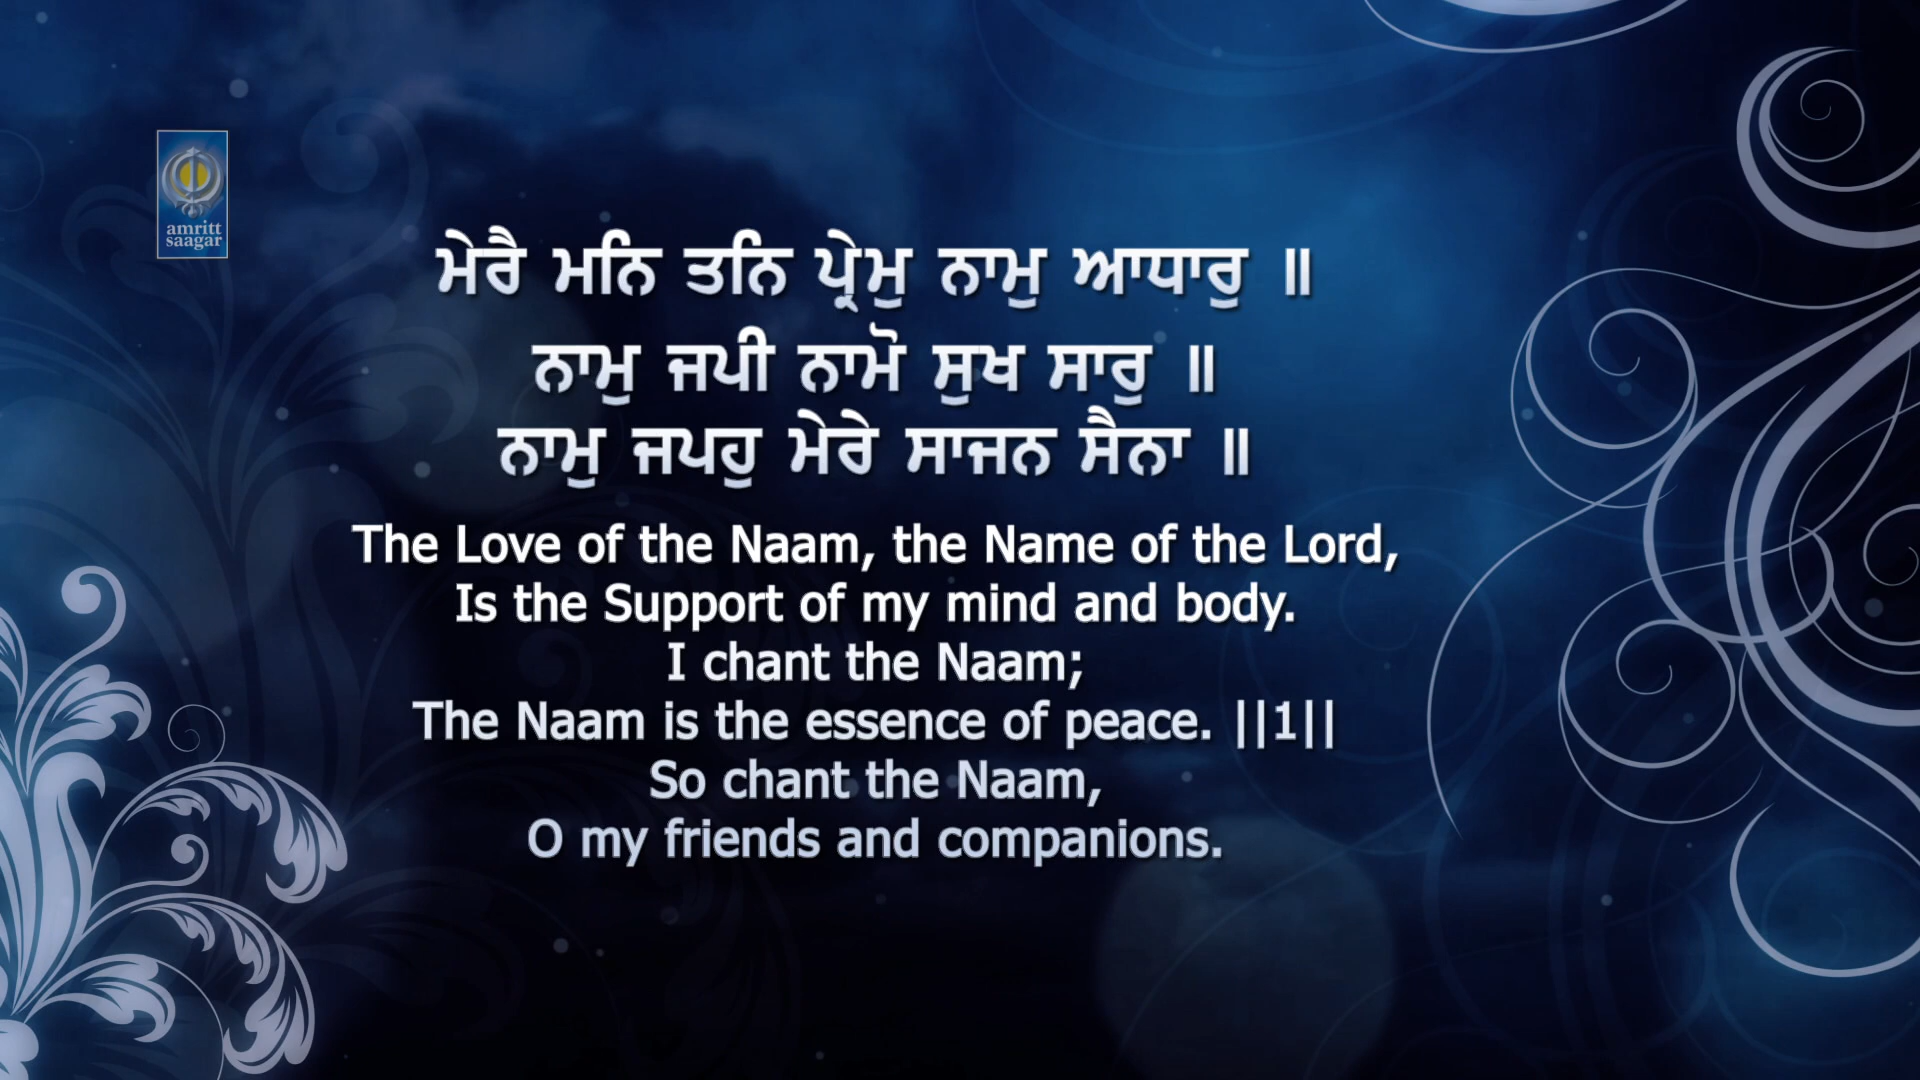 amritt
saagar
ਮੇਰੈ ਮਨਿ ਤਨਿ ਪ੍ਰੇਮੁ ਨਾਮੁ ਆਧਾਰੁ ॥
ਨਾਮੁ ਜਪੀ ਨਾਮੋ ਸੁਖ ਸਾਰੁ ॥
ਨਾਮੁ ਜਪਹੁ ਮੇਰੇ ਸਾਜਨ ਸੈਨਾ ॥
The Love of the Naam, the Name of the Lord,
Is the Support of my mind and body.
I chant the Naam;
The Naam is the essence of peace. ||1||
So chant the Naam,
O my friends and companions.